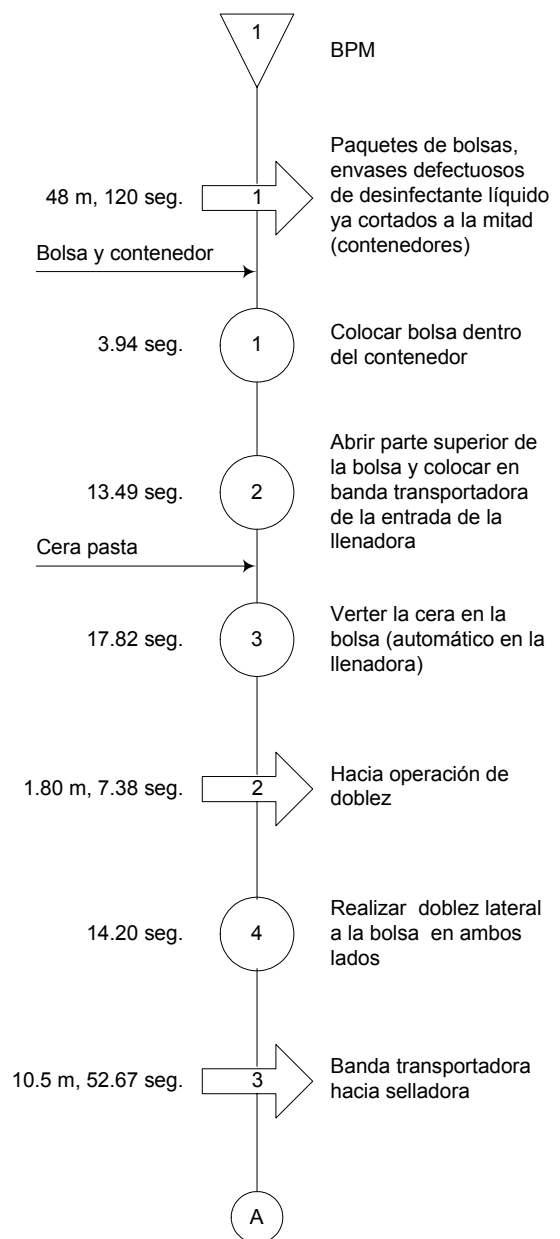 1
BPM
48 m, 120 seg.
1
Paquetes de bolsas,
envases defectuosos
de desinfectante líquido
ya cortados a la mitad
(contenedores)
Bolsa y contenedor
3.94 seg.
1
Colocar bolsa dentro
del contenedor
13.49 seg.
2
Abrir parte superior de
la bolsa y colocar en
banda transportadora
de la entrada de la
llenadora
Cera pasta
17.82 seg.
3
Verter la cera en la
bolsa (automático en la
llenadora)
1.80 m, 7.38 seg.
2
Hacia operación de
doblez
14.20 seg.
4
Realizar  doblez lateral
a la bolsa  en ambos
lados
10.5 m, 52.67 seg.
3
Banda transportadora
hacia selladora
A